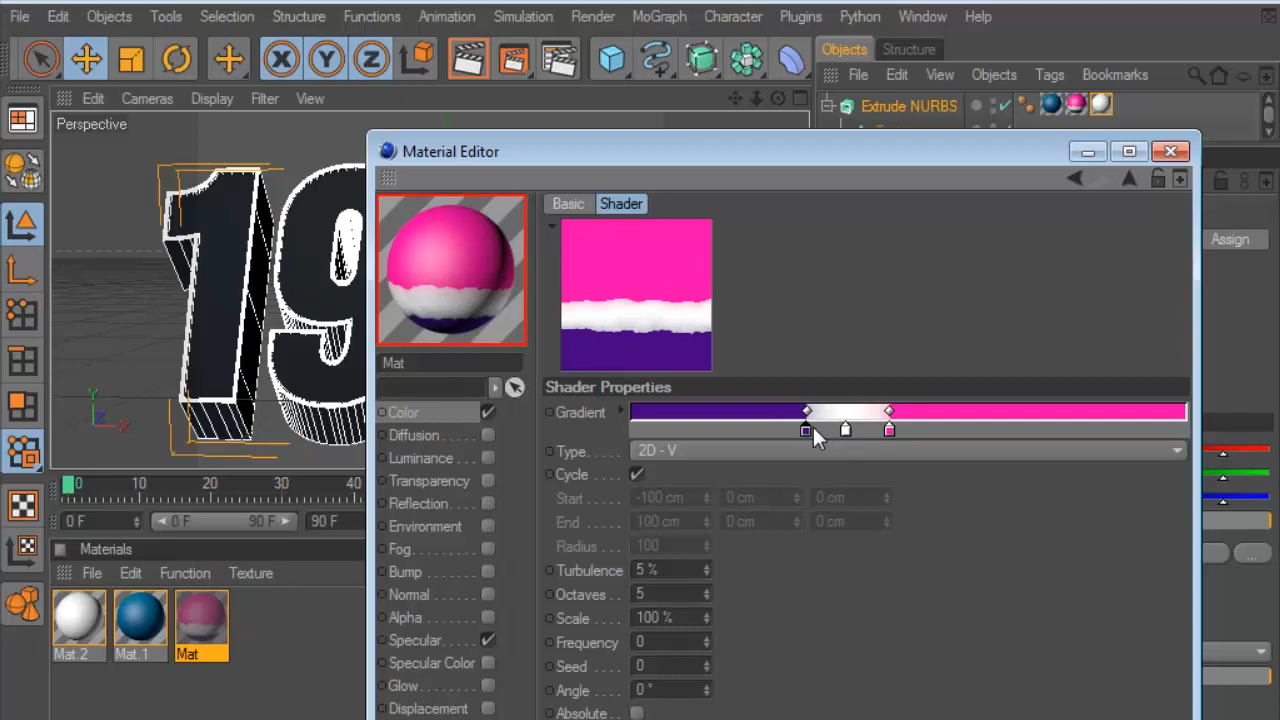 File Edit Objects Tools Selection Structure Functions Animation Simulation Render MoGraph Character Plugins Python Window Help
X Y Z
Objects Structure
File Edit View Objects Tags Bookmarks
Edit Cameras Display Filter View
Extrude NURBS
Perspective
Material Editor
Basic Shader
19
Assign
Mat
Shader Properties
Color
Gradient
Diffusion
Luminance
Type 2D - V
Transparency
Cycle
Reflection
Start -100 cm 0 cm 0 cm
Environment
End 100 cm 0 cm 0 cm
Fog
Radius 100
Bump
Turbulence 5 %
Normal
Octaves 5
Alpha
Scale 100 %
Specular
Frequency 0
Specular Color
Seed 0
Glow
Angle 0 °
Displacement
Absolute
Y
X
Z
0 10 20 30 40
0 F 0 F 90 F 90 F
Materials
File Edit Function Texture
Mat.2 Mat.1 Mat
...